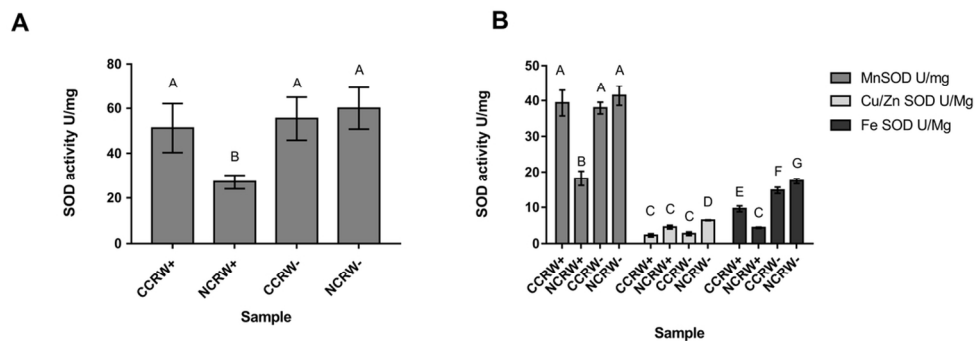 A
SOD activity U/mg
80
60
40
20
0
A
B
A
A
CCRW+
NCRW+
CCRW-
NCRW-
Sample
B
SOD activity U/mg
50
40
30
20
10
0
A
B
A
A
C
C
C
D
E
C
F
G
CCRW+
NCRW+
CCRW-
NCRW-
CCRW+
NCRW+
CCRW-
NCRW-
CCRW+
NCRW+
CCRW-
NCRW-
Sample
MnSOD U/mg
Cu/Zn SOD U/Mg
Fe SOD U/Mg